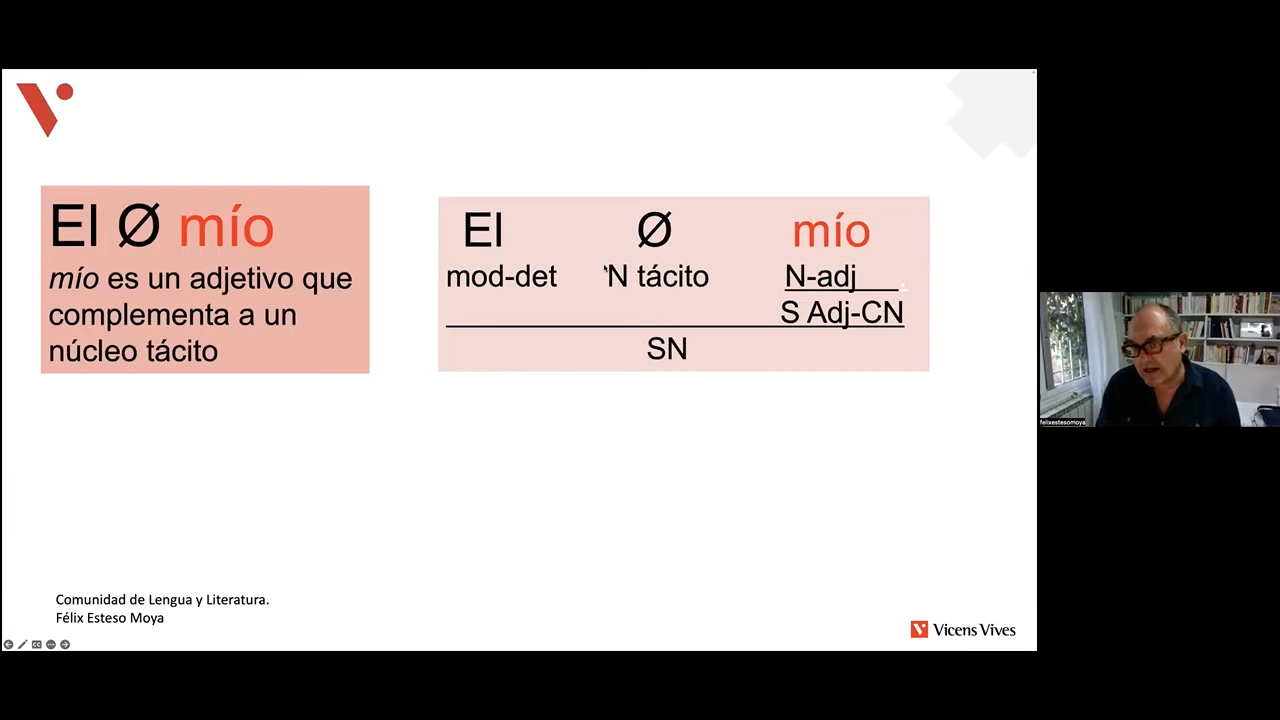 El Ø mío
mío es un adjetivo que
complementa a un
núcleo tácito
El Ø mío
mod-det N tácito N-adj
S Adj-CN
SN
felixestesomoya
Comunidad de Lengua y Literatura.
Félix Esteso Moya
Vicens Vives